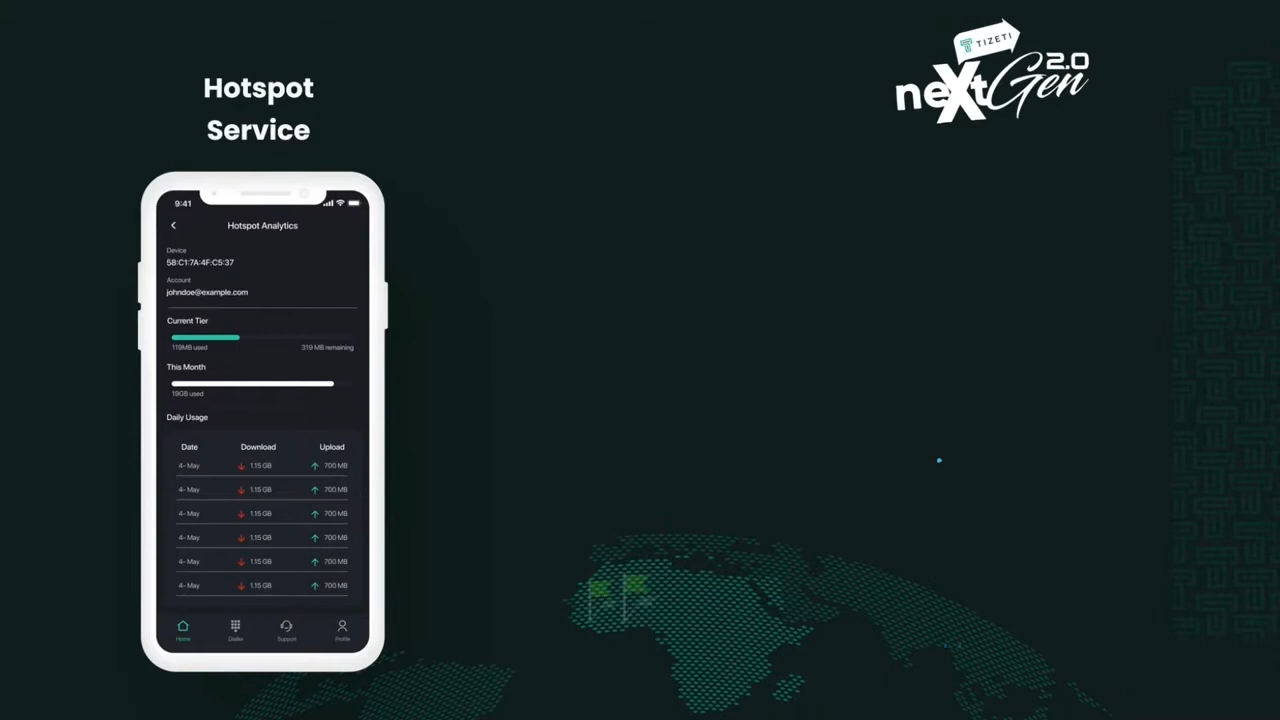 Hotspot
Service
TIZETI
neXtGen 2.0
9:41
Hotspot Analytics
Device
58:C1:7A:4F:C5:37
Account
johndoe@example.com
Current Tier
119MB used 319 MB remaining
This Month
19GB used
Daily Usage
Date Download Upload
4- May 1.15 GB 700 MB
4- May 1.15 GB 700 MB
4- May 1.15 GB 700 MB
4- May 1.15 GB 700 MB
4- May 1.15 GB 700 MB
4- May 1.15 GB 700 MB
Home Dialler Support Profile